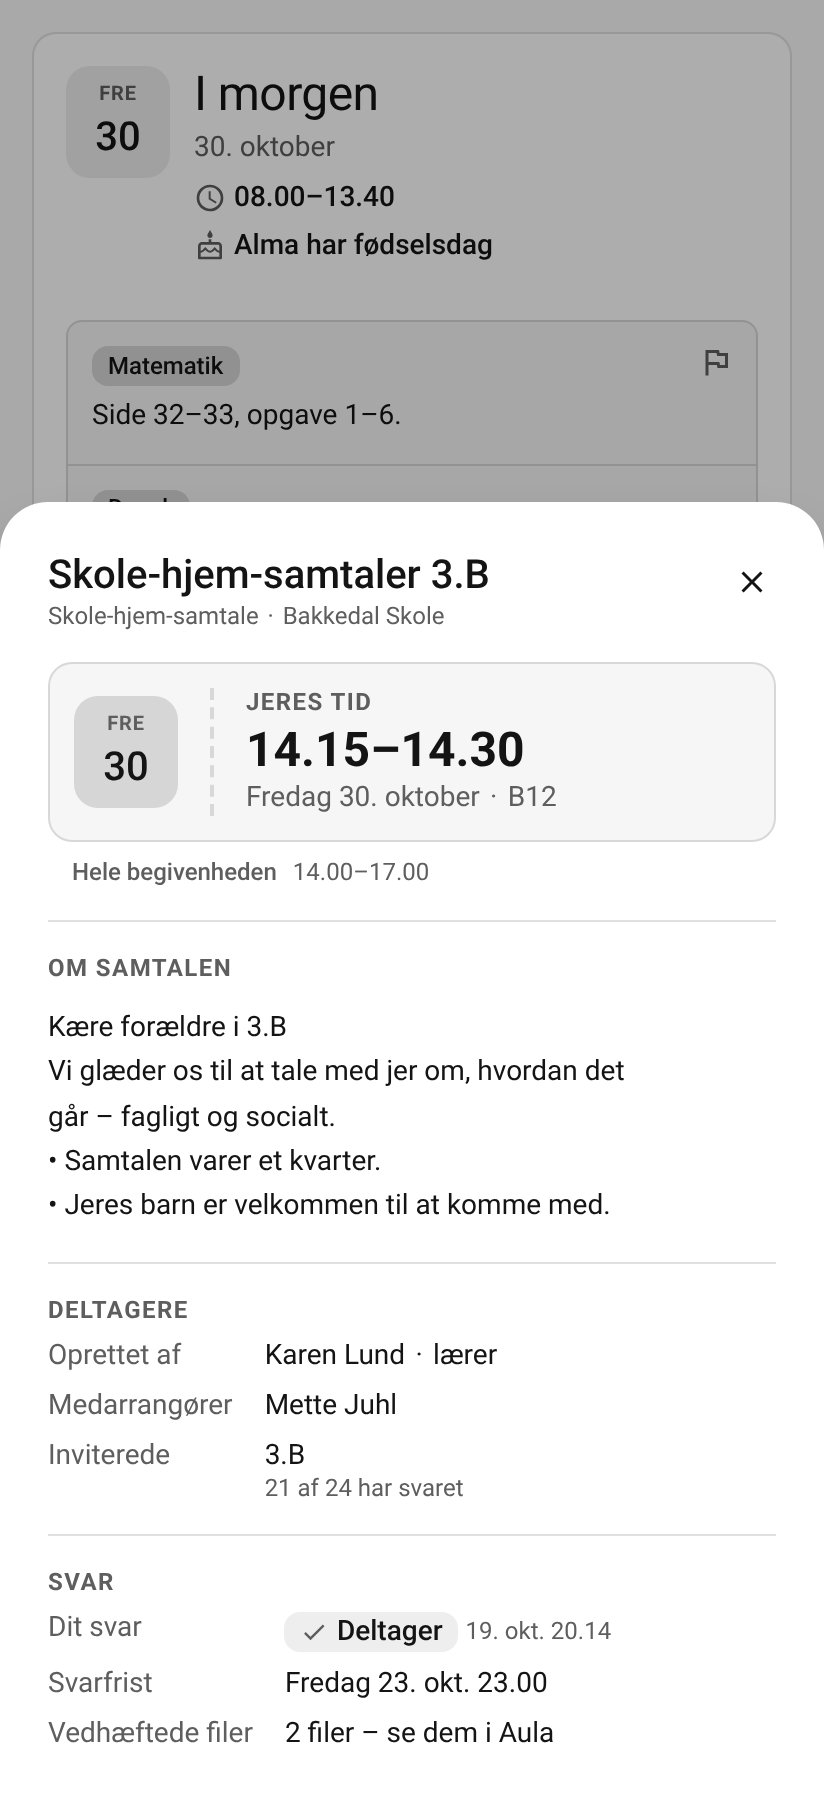 FRE
30
I morgen
30. oktober
08.00–13.40
Alma har fødselsdag
Matematik
Side 32–33, opgave 1–6.
Skole-hjem-samtaler 3.B
Skole-hjem-samtale · Bakkedal Skole
FRE
30
JERES TID
14.15–14.30
Fredag 30. oktober · B12
Hele begivenheden 14.00–17.00
OM SAMTALEN
Kære forældre i 3.B
Vi glæder os til at tale med jer om, hvordan det
går – fagligt og socialt.
• Samtalen varer et kvarter.
• Jeres barn er velkommen til at komme med.
DELTAGERE
Oprettet af Karen Lund · lærer
Medarrangører Mette Juhl
Inviterede 3.B
21 af 24 har svaret
SVAR
Dit svar Deltager 19. okt. 20.14
Svarfrist Fredag 23. okt. 23.00
Vedhæftede filer 2 filer – se dem i Aula